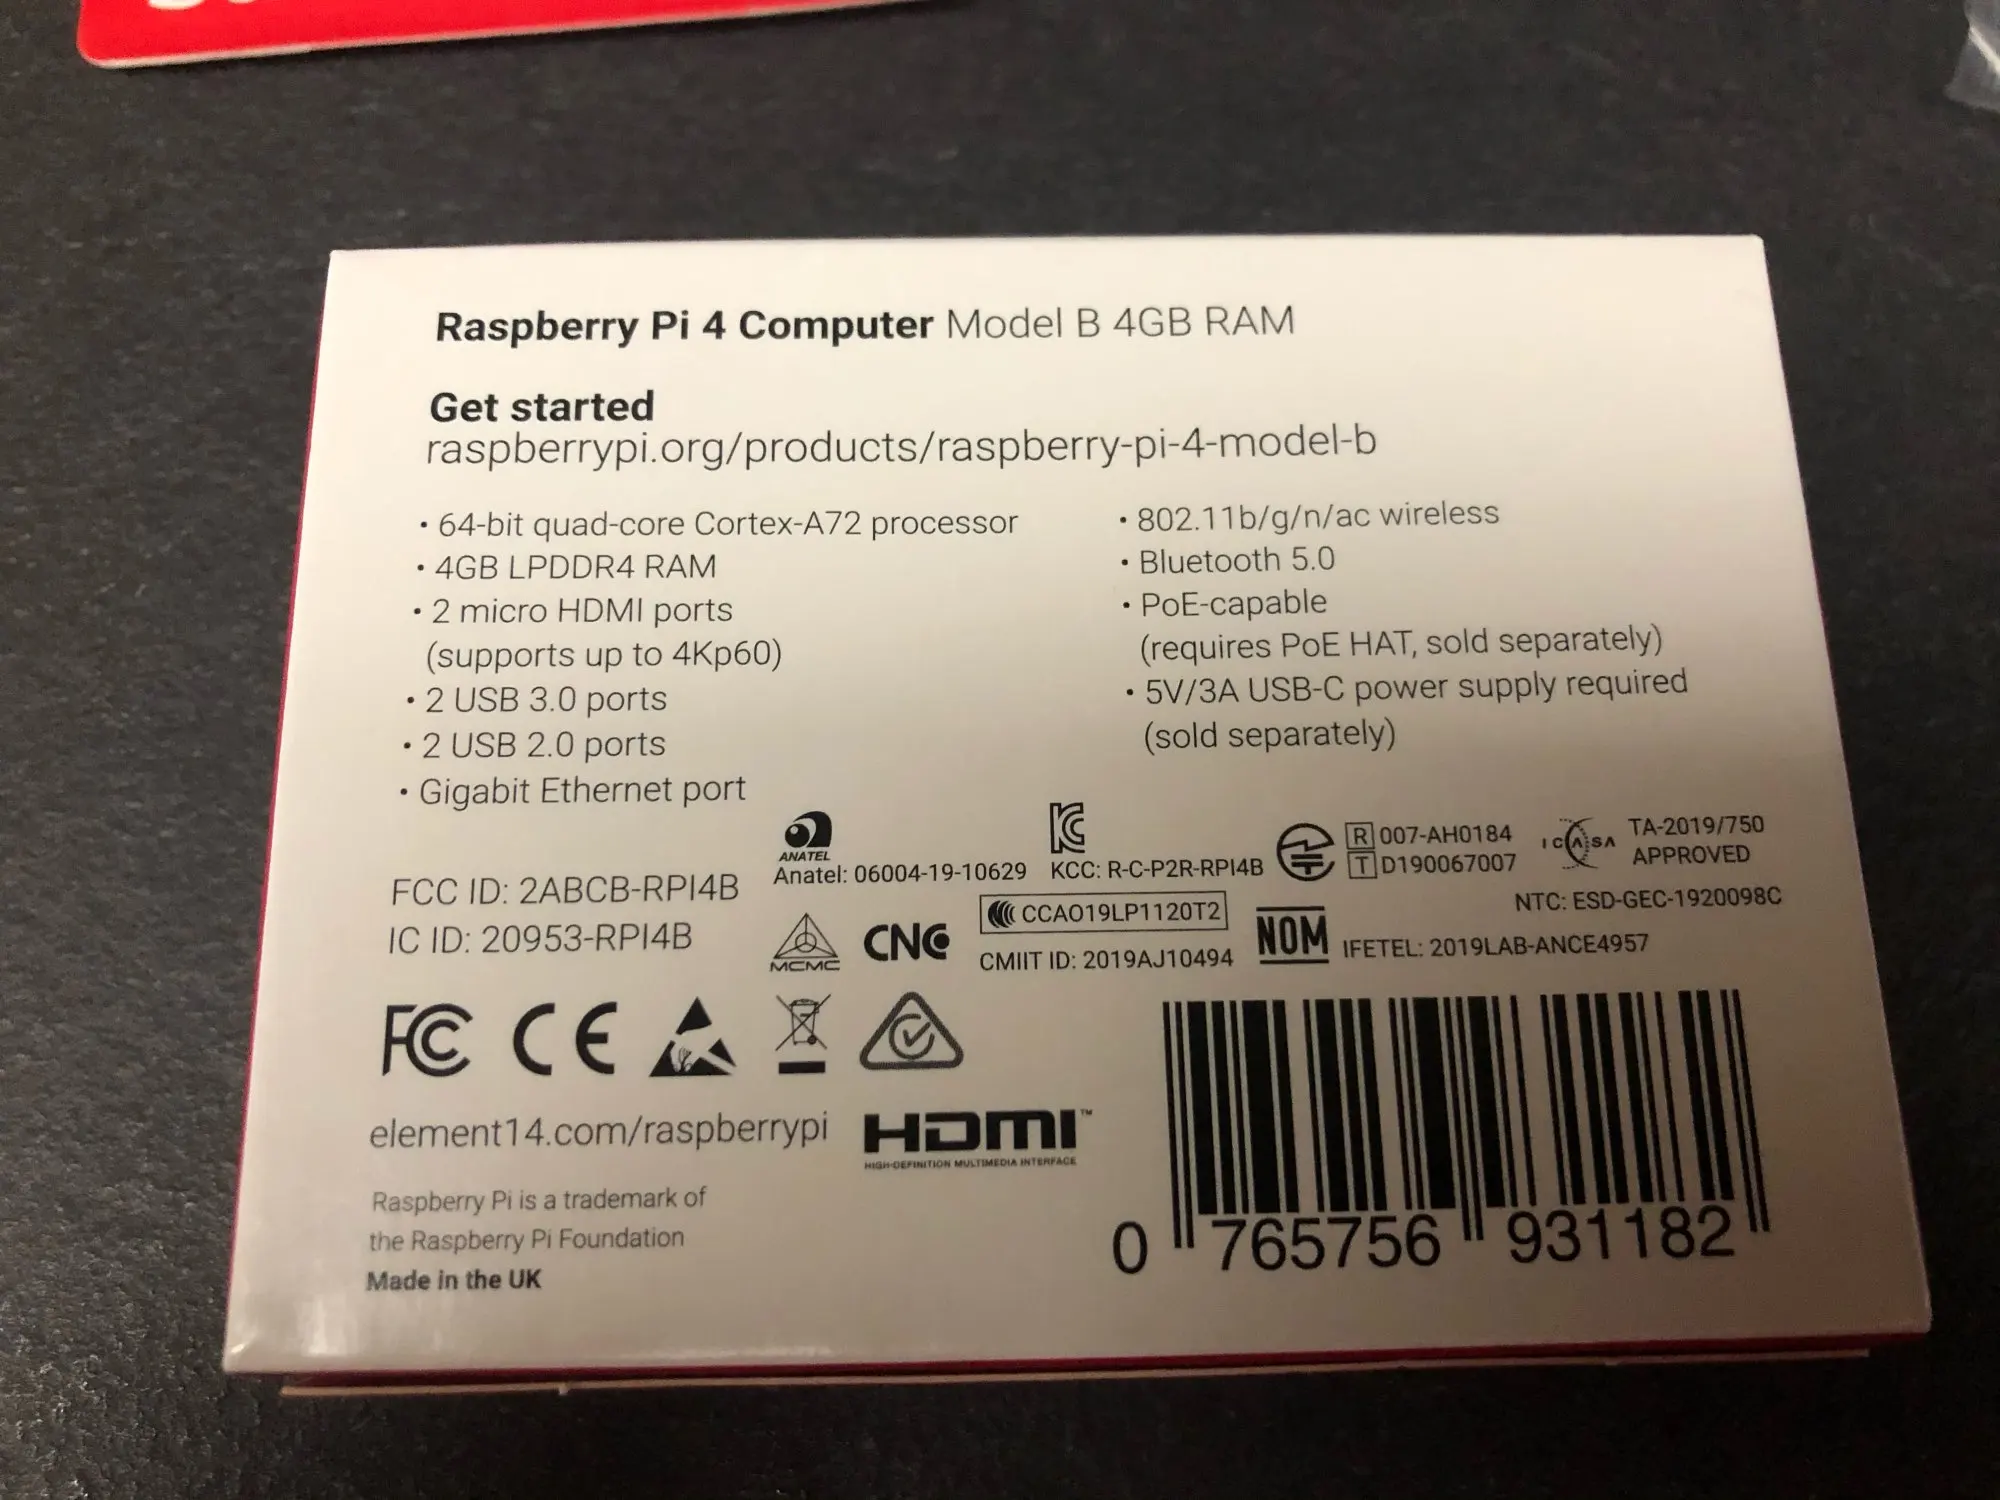 Raspberry Pi 4 Computer Model B 4GB RAM
Get started
raspberrypi.org/products/raspberry-pi-4-model-b
• 64-bit quad-core Cortex-A72 processor
• 4GB LPDDR4 RAM
• 2 micro HDMI ports
(supports up to 4Kp60)
• 2 USB 3.0 ports
• 2 USB 2.0 ports
• Gigabit Ethernet port
• 802.11b/g/n/ac wireless
• Bluetooth 5.0
• PoE-capable
(requires PoE HAT, sold separately)
• 5V/3A USB-C power supply required
(sold separately)
FCC ID: 2ABCB-RPI4B
IC ID: 20953-RPI4B
ANATEL
Anatel: 06004-19-10629
KCC: R-C-P2R-RPI4B
R 007-AH0184
T D190067007
ICASA
TA-2019/750
APPROVED
NTC: ESD-GEC-1920098C
MCMC
CNC
CCAO19LP1120T2
CMIIT ID: 2019AJ10494
NOM
IFETEL: 2019LAB-ANCE4957
FC CE
element14.com/raspberrypi
HDMI™
HIGH-DEFINITION MULTIMEDIA INTERFACE
Raspberry Pi is a trademark of
the Raspberry Pi Foundation
Made in the UK
0 765756 931182